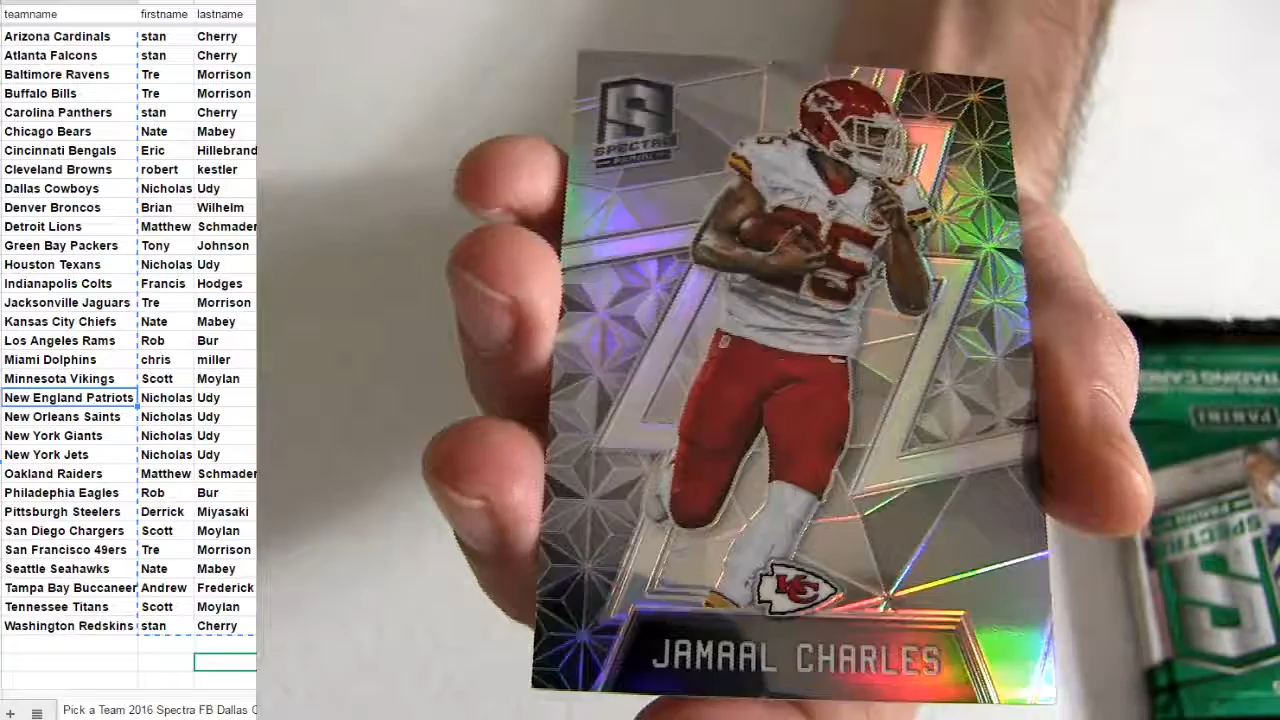 teamname firstname lastname
Arizona Cardinals stan Cherry
Atlanta Falcons stan Cherry
Baltimore Ravens Tre Morrison
Buffalo Bills Tre Morrison
Carolina Panthers stan Cherry
Chicago Bears Nate Mabey
Cincinnati Bengals Eric Hillebrand
Cleveland Browns robert kestler
Dallas Cowboys Nicholas Udy
Denver Broncos Brian Wilhelm
Detroit Lions Matthew Schmader
Green Bay Packers Tony Johnson
Houston Texans Nicholas Udy
Indianapolis Colts Francis Hodges
Jacksonville Jaguars Tre Morrison
Kansas City Chiefs Nate Mabey
Los Angeles Rams Rob Bur
Miami Dolphins chris miller
Minnesota Vikings Scott Moylan
New England Patriots Nicholas Udy
New Orleans Saints Nicholas Udy
New York Giants Nicholas Udy
New York Jets Nicholas Udy
Oakland Raiders Matthew Schmader
Philadephia Eagles Rob Bur
Pittsburgh Steelers Derrick Miyasaki
San Diego Chargers Scott Moylan
San Francisco 49ers Tre Morrison
Seattle Seahawks Nate Mabey
Tampa Bay Buccaneer Andrew Frederick
Tennessee Titans Scott Moylan
Washington Redskins stan Cherry
Pick a Team 2016 Spectra FB Dallas C
S
SPECTRA
PANINI
25
KC
JAMAAL CHARLES
TRADING CARDS
PANINI
SPECTRA